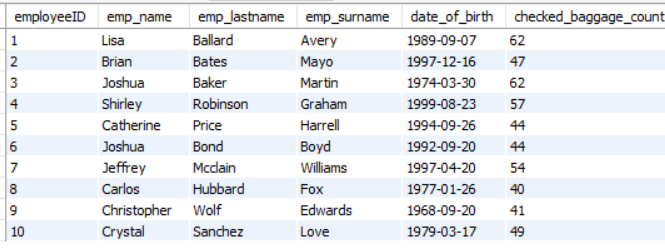 employeeID emp_name emp_lastname emp_surname date_of_birth checked_baggage_count
1 Lisa Ballard Avery 1989-09-07 62
2 Brian Bates Mayo 1997-12-16 47
3 Joshua Baker Martin 1974-03-30 62
4 Shirley Robinson Graham 1999-08-23 57
5 Catherine Price Harrell 1994-09-26 44
6 Joshua Bond Boyd 1992-09-20 44
7 Jeffrey Mcclain Williams 1997-04-20 54
8 Carlos Hubbard Fox 1977-01-26 40
9 Christopher Wolf Edwards 1968-09-20 41
10 Crystal Sanchez Love 1979-03-17 49